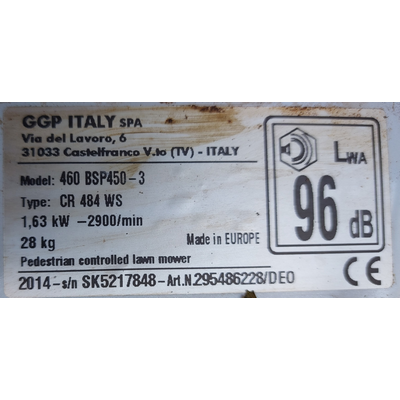 GGP ITALY SPA
Via del Lavoro, 6
31033 Castelfranco V.to (TV) - ITALY
Model: 460 BSP450-3
Type: CR 484 WS
1,63 kW -2900/min
28 kg
Made in EUROPE
Pedestrian controlled lawn mower
2014-s/n SK5217848-Art.N.295486228/DEO
LWA
96 dB
CE